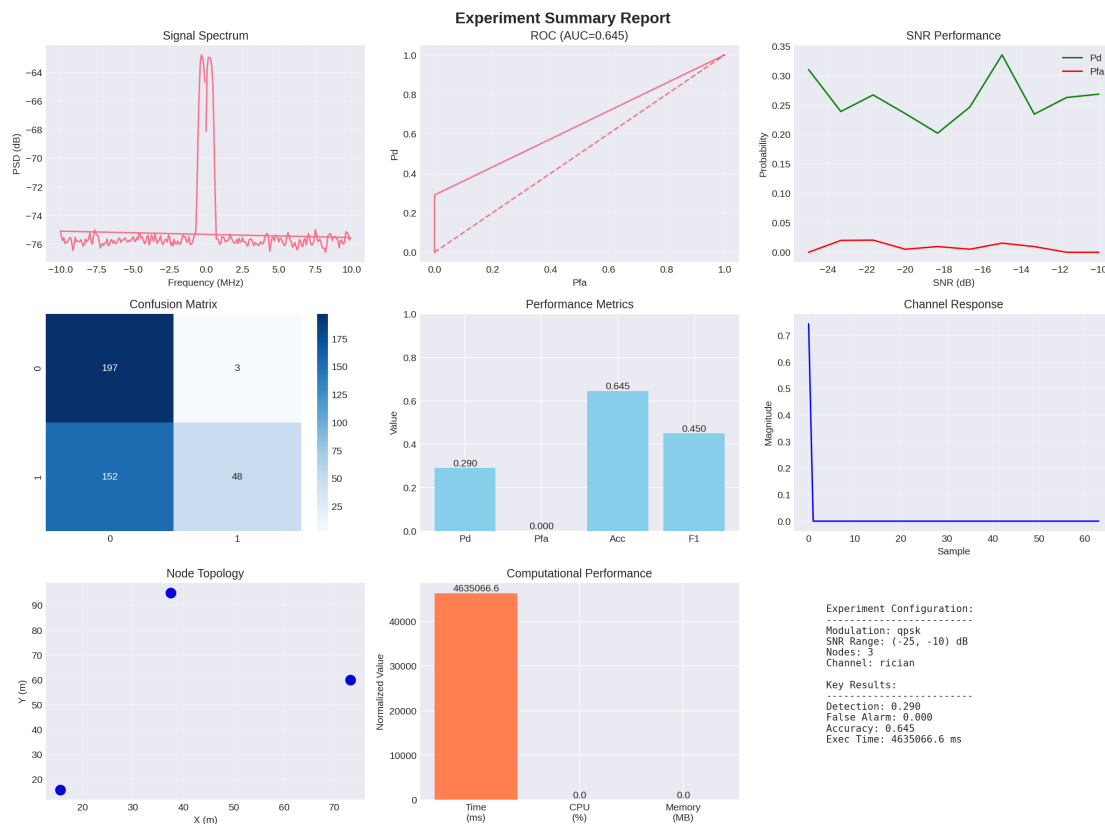 Experiment Summary Report
Signal Spectrum
PSD (dB)
−64
−66
−68
−70
−72
−74
−76
−10.0 −7.5 −5.0 −2.5 0.0 2.5 5.0 7.5 10.0
Frequency (MHz)
ROC (AUC=0.645)
Pd
1.0
0.8
0.6
0.4
0.2
0.0
0.0 0.2 0.4 0.6 0.8 1.0
Pfa
SNR Performance
Probability
0.35
0.30
0.25
0.20
0.15
0.10
0.05
0.00
Pd
Pfa
−24 −22 −20 −18 −16 −14 −12 −10
SNR (dB)
Confusion Matrix
0
1
197 3
152 48
0 1
175
150
125
100
75
50
25
Performance Metrics
Value
1.0
0.8
0.6
0.4
0.2
0.0
0.290
0.000
0.645
0.450
Pd Pfa Acc F1
Channel Response
Magnitude
0.7
0.6
0.5
0.4
0.3
0.2
0.1
0.0
0 10 20 30 40 50 60
Sample
Node Topology
Y (m)
90
80
70
60
50
40
30
20
20 30 40 50 60 70
X (m)
Computational Performance
Normalized Value
40000
30000
20000
10000
0
4635066.6
0.0
0.0
Time CPU Memory
(ms) (%) (MB)
Experiment Configuration:
-------------------------
Modulation: qpsk
SNR Range: (-25, -10) dB
Nodes: 3
Channel: rician
Key Results:
-------------------------
Detection: 0.290
False Alarm: 0.000
Accuracy: 0.645
Exec Time: 4635066.6 ms